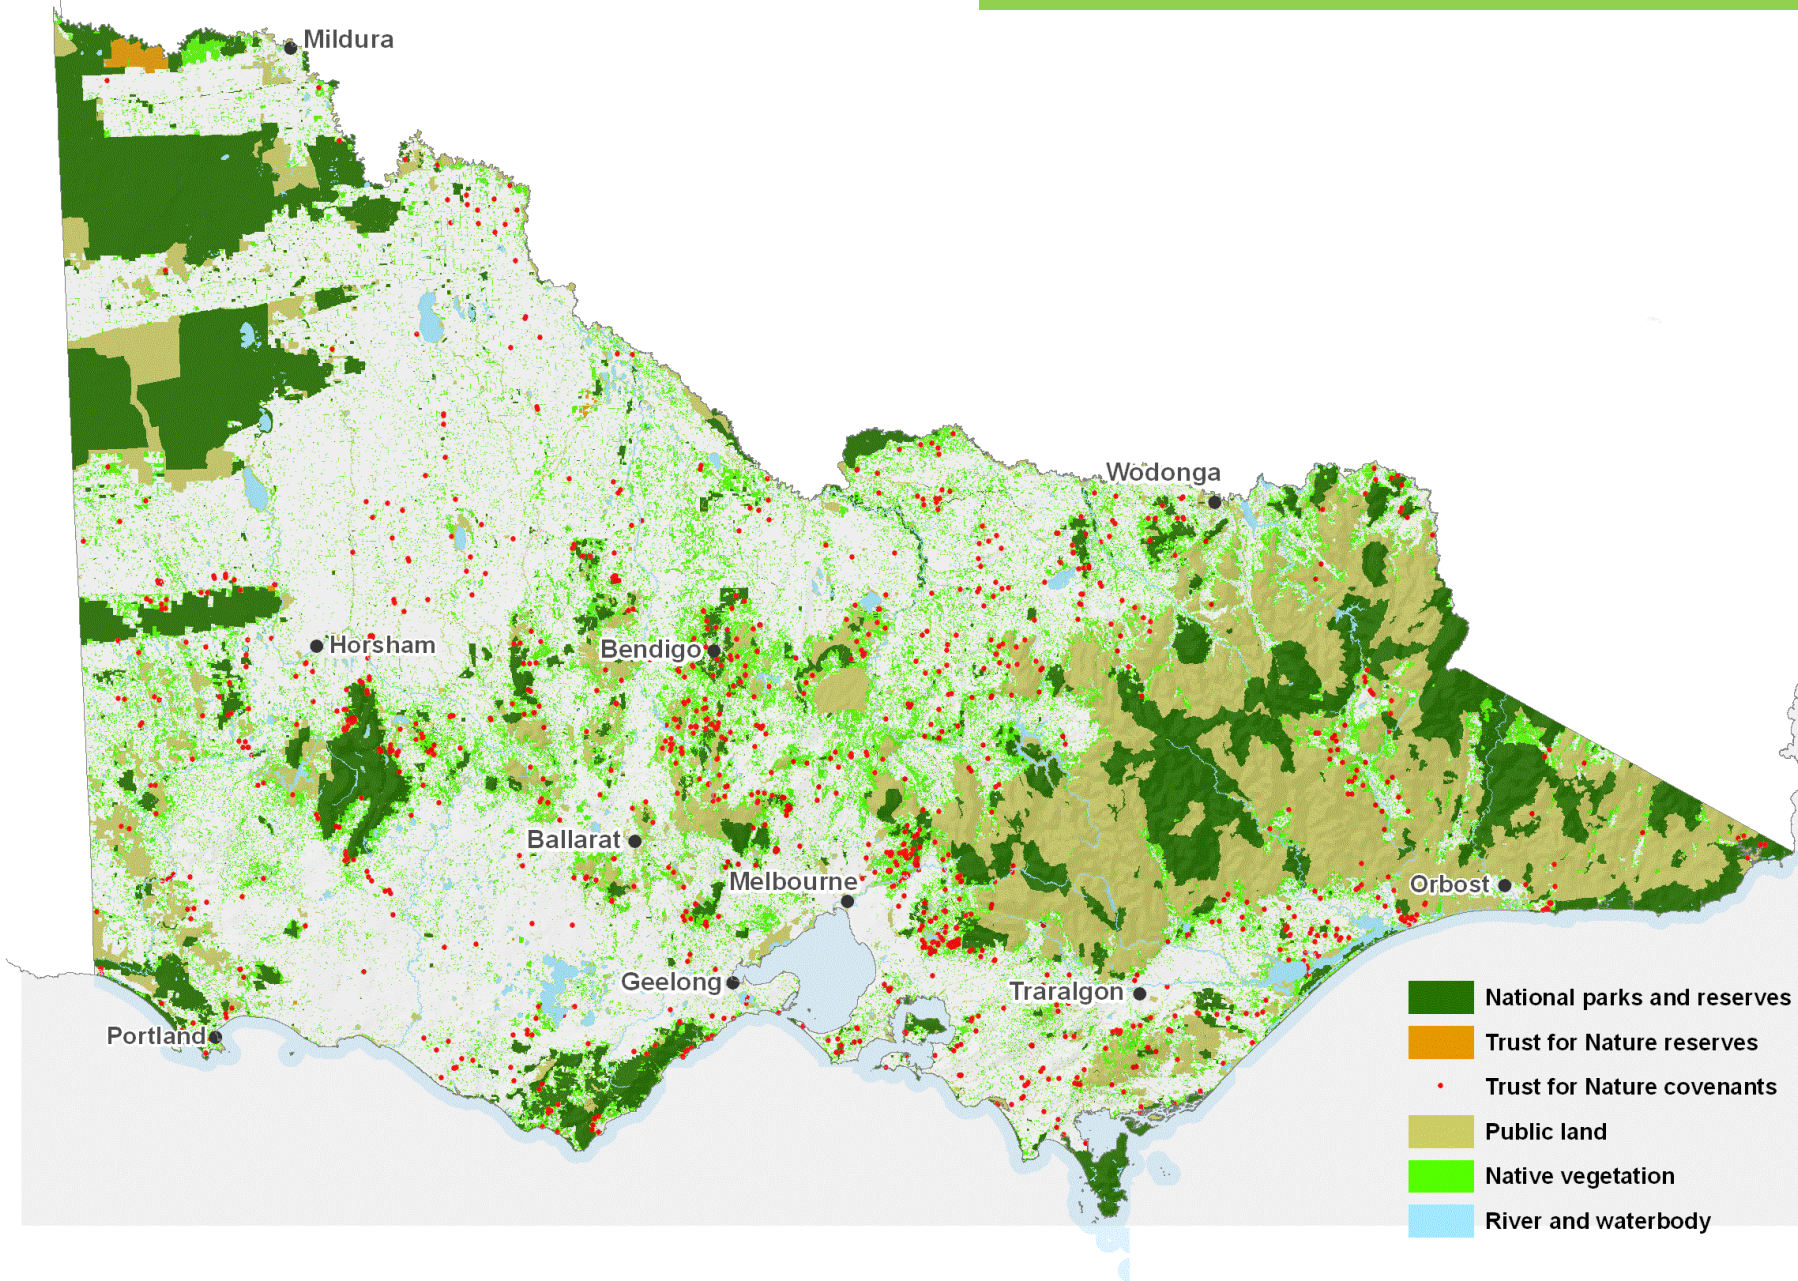 Mildura
Wodonga
Horsham
Bendigo
Ballarat
Melbourne
Orbost
Geelong
Traralgon
Portland
National parks and reserves
Trust for Nature reserves
Trust for Nature covenants
Public land
Native vegetation
River and waterbody